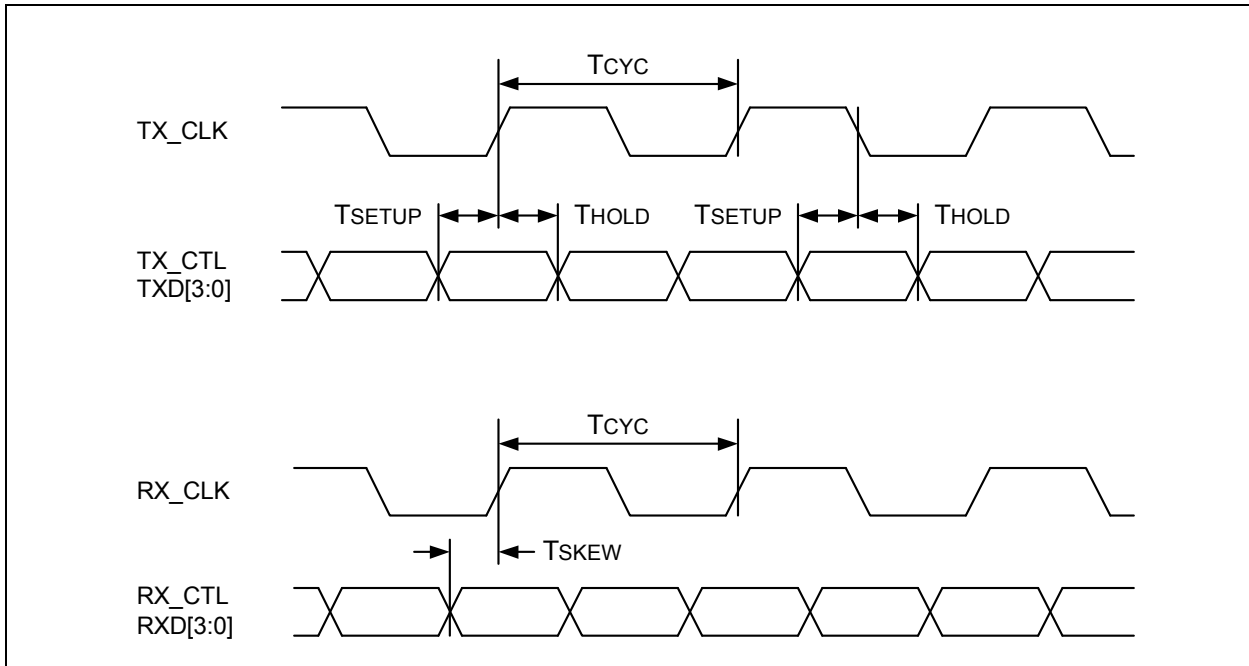 TCYC
TX_CLK
TSETUP THOLD TSETUP THOLD
TX_CTL
TXD[3:0]
TCYC
RX_CLK
TSKEW
RX_CTL
RXD[3:0]